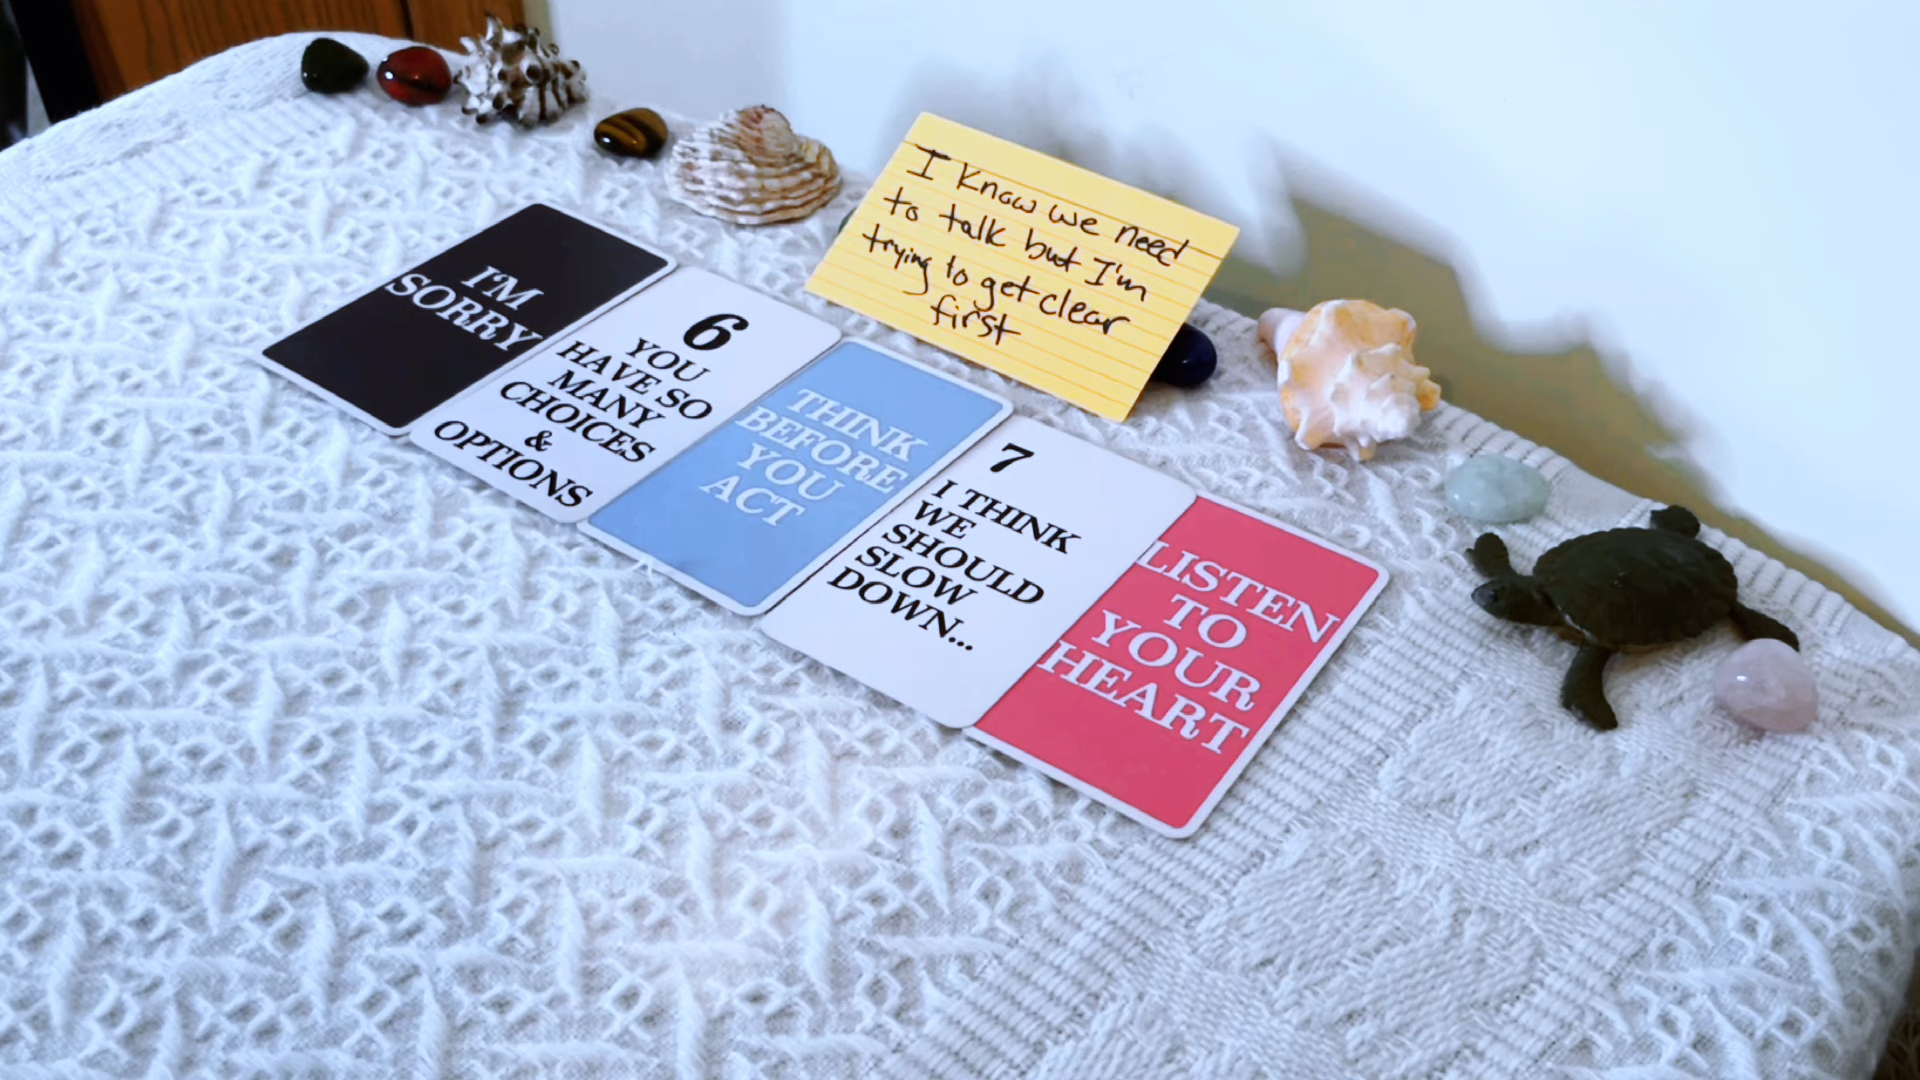 I'M
SORRY
6
YOU
HAVE SO
MANY
CHOICES
&
OPTIONS
THINK
BEFORE
YOU
ACT
7
I THINK
WE
SHOULD
SLOW
DOWN...
LISTEN
TO
YOUR
HEART
I know we need
to talk but I'm
trying to get clear
first